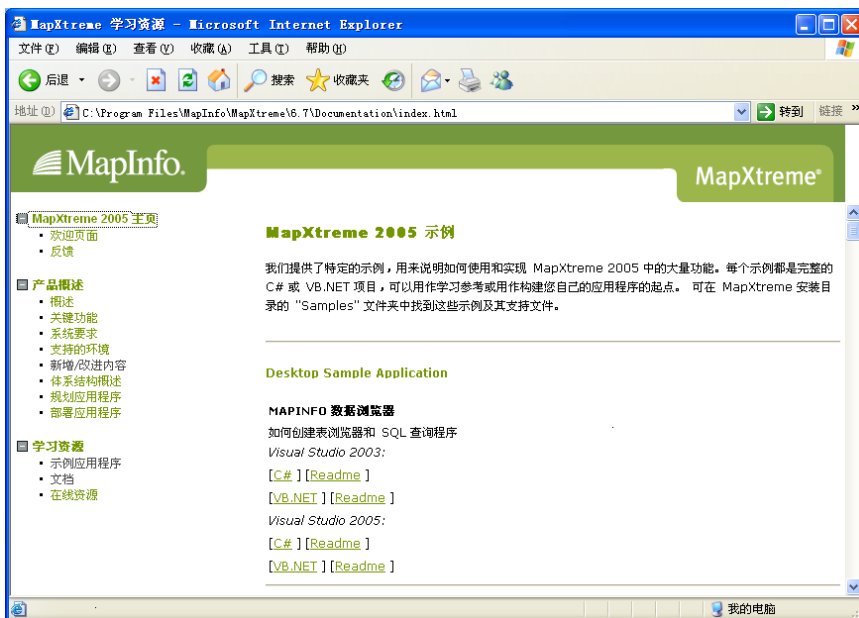 MapXtreme 学习资源 - Microsoft Internet Explorer
文件(F) 编辑(E) 查看(V) 收藏(A) 工具(T) 帮助(H)
后退 搜索 收藏夹
地址(D) C:\Program Files\MapInfo\MapXtreme\6.7\Documentation\index.html 转到 链接 »
MapInfo.
MapXtreme®
MapXtreme 2005 主页
欢迎页面
反馈
产品概述
概述
关键功能
系统要求
支持的环境
新增/改进内容
体系结构概述
规划应用程序
部署应用程序
学习资源
示例应用程序
文档
在线资源
MapXtreme 2005 示例
我们提供了特定的示例，用来说明如何使用和实现 MapXtreme 2005 中的大量功能。每个示例都是完整的
C# 或 VB.NET 项目，可以用作学习参考或用作构建您自己的应用程序的起点。 可在 MapXtreme 安装目
录的 "Samples" 文件夹中找到这些示例及其支持文件。
Desktop Sample Application
MAPINFO 数据浏览器
如何创建表浏览器和 SQL 查询程序
Visual Studio 2003:
[C# ] [Readme ]
[VB.NET ] [Readme ]
Visual Studio 2005:
[C# ] [Readme ]
[VB.NET ] [Readme ]
我的电脑